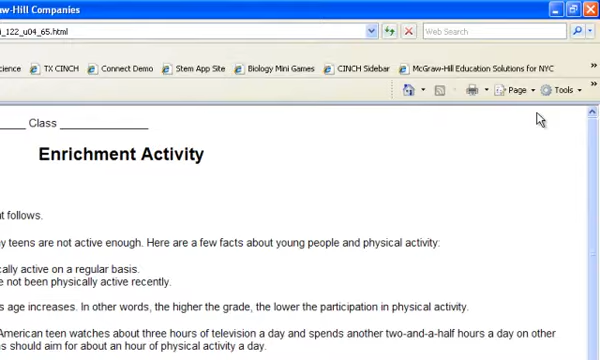 aw-Hill Companies
i_122_u04_65.html
Web Search
cience TX CINCH Connect Demo Stem App Site Biology Mini Games CINCH Sidebar McGraw-Hill Education Solutions for NYC
Page Tools
_____ Class _______________
Enrichment Activity
t follows.
y teens are not active enough. Here are a few facts about young people and physical activity:
cally active on a regular basis.
e not been physically active recently.
s age increases. In other words, the higher the grade, the lower the participation in physical activity.
American teen watches about three hours of television a day and spends another two-and-a-half hours a day on other
ns should aim for about an hour of physical activity a day.